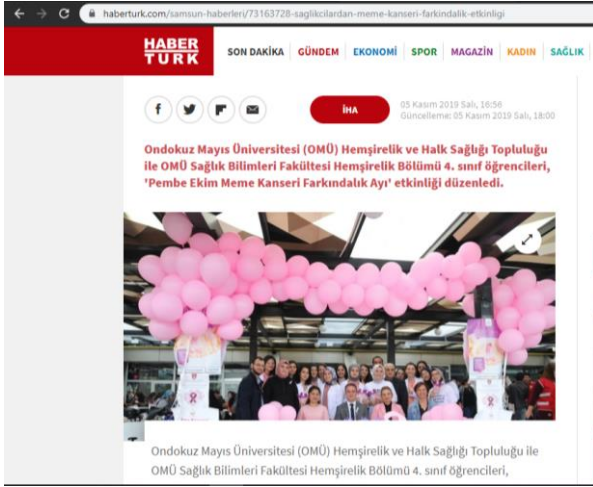 haberturk.com/samsun-haberleri/73163728-saglikcilardan-meme-kanseri-farkindalik-etkinligi
HABER
TURK
SON DAKİKA GÜNDEM EKONOMİ SPOR MAGAZİN KADIN SAĞLIK
f
İHA
05 Kasım 2019 Salı, 16:56
Güncelleme: 05 Kasım 2019 Salı, 18:00
Ondokuz Mayıs Üniversitesi (OMÜ) Hemşirelik ve Halk Sağlığı Topluluğu
ile OMÜ Sağlık Bilimleri Fakültesi Hemşirelik Bölümü 4. sınıf öğrencileri,
'Pembe Ekim Meme Kanseri Farkındalık Ayı' etkinliği düzenledi.
Ondokuz Mayıs Üniversitesi (OMÜ) Hemşirelik ve Halk Sağlığı Topluluğu ile
OMÜ Sağlık Bilimleri Fakültesi Hemşirelik Bölümü 4. sınıf öğrencileri,